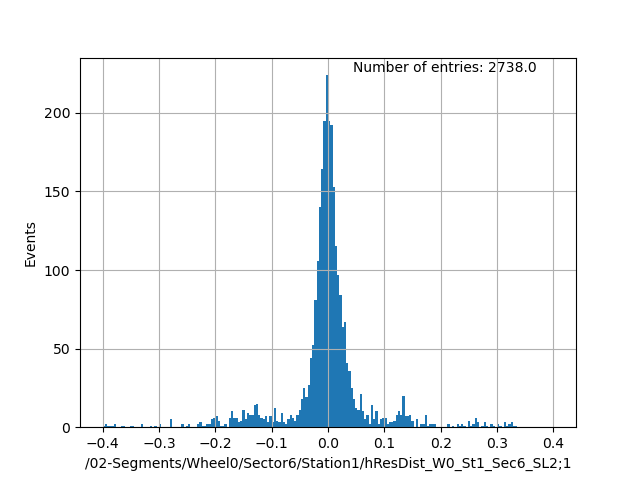 Number of entries: 2738.0
200
150
100
50
0
Events
−0.4 −0.3 −0.2 −0.1 0.0 0.1 0.2 0.3 0.4
/02-Segments/Wheel0/Sector6/Station1/hResDist_W0_St1_Sec6_SL2;1